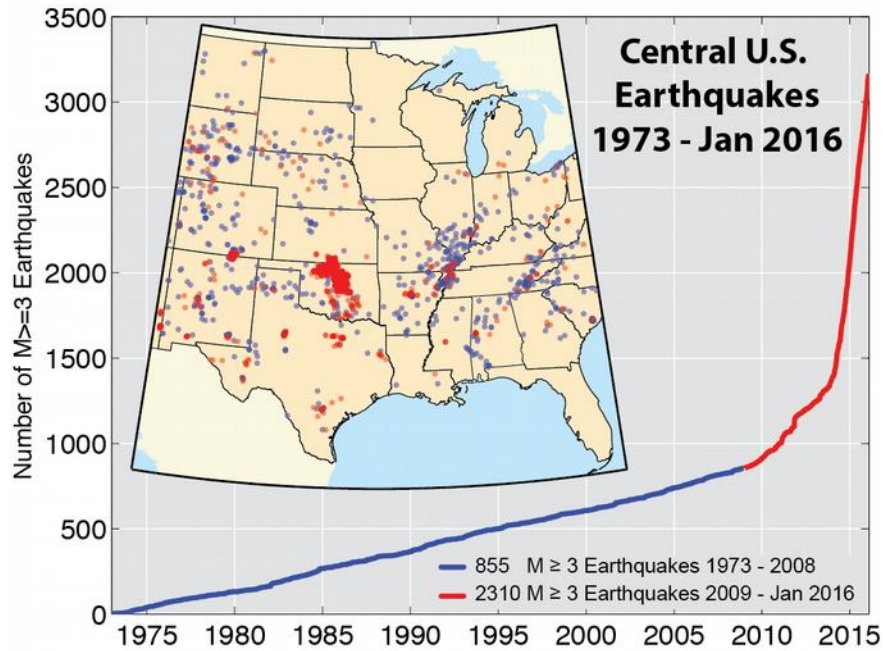 Central U.S.
Earthquakes
1973 - Jan 2016
Number of M>=3 Earthquakes
3500
3000
2500
2000
1500
1000
500
0
855 M ≥ 3 Earthquakes 1973 - 2008
2310 M ≥ 3 Earthquakes 2009 - Jan 2016
1975 1980 1985 1990 1995 2000 2005 2010 2015